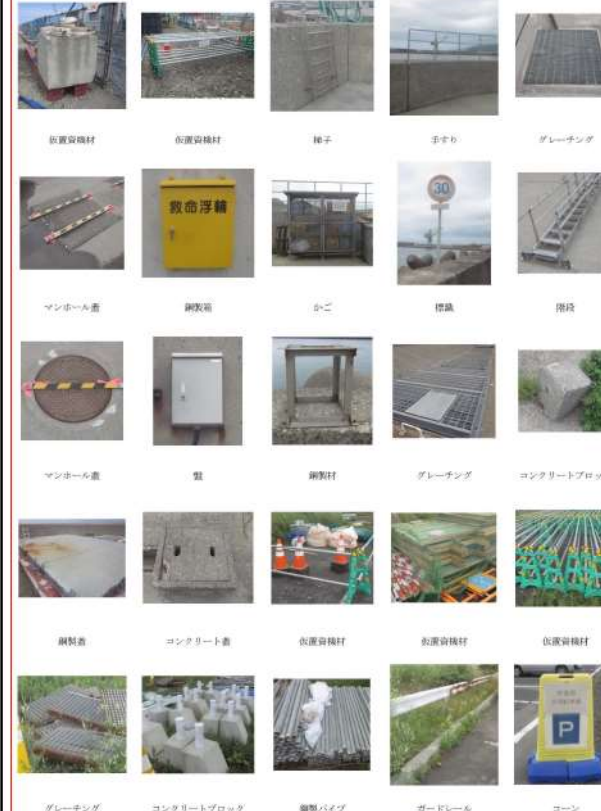 仮置資機材
仮置資機材
梯子
手すり
グレーチング
救命浮輪
30
マンホール蓋
鋼製箱
かご
標識
階段
マンホール蓋
盤
鋼製材
グレーチング
コンクリートブロック
鋼製蓋
コンクリート蓋
仮置資機材
仮置資機材
仮置資機材
P
グレーチング
コンクリートブロック
鋼製パイプ
ガードレール
コーン